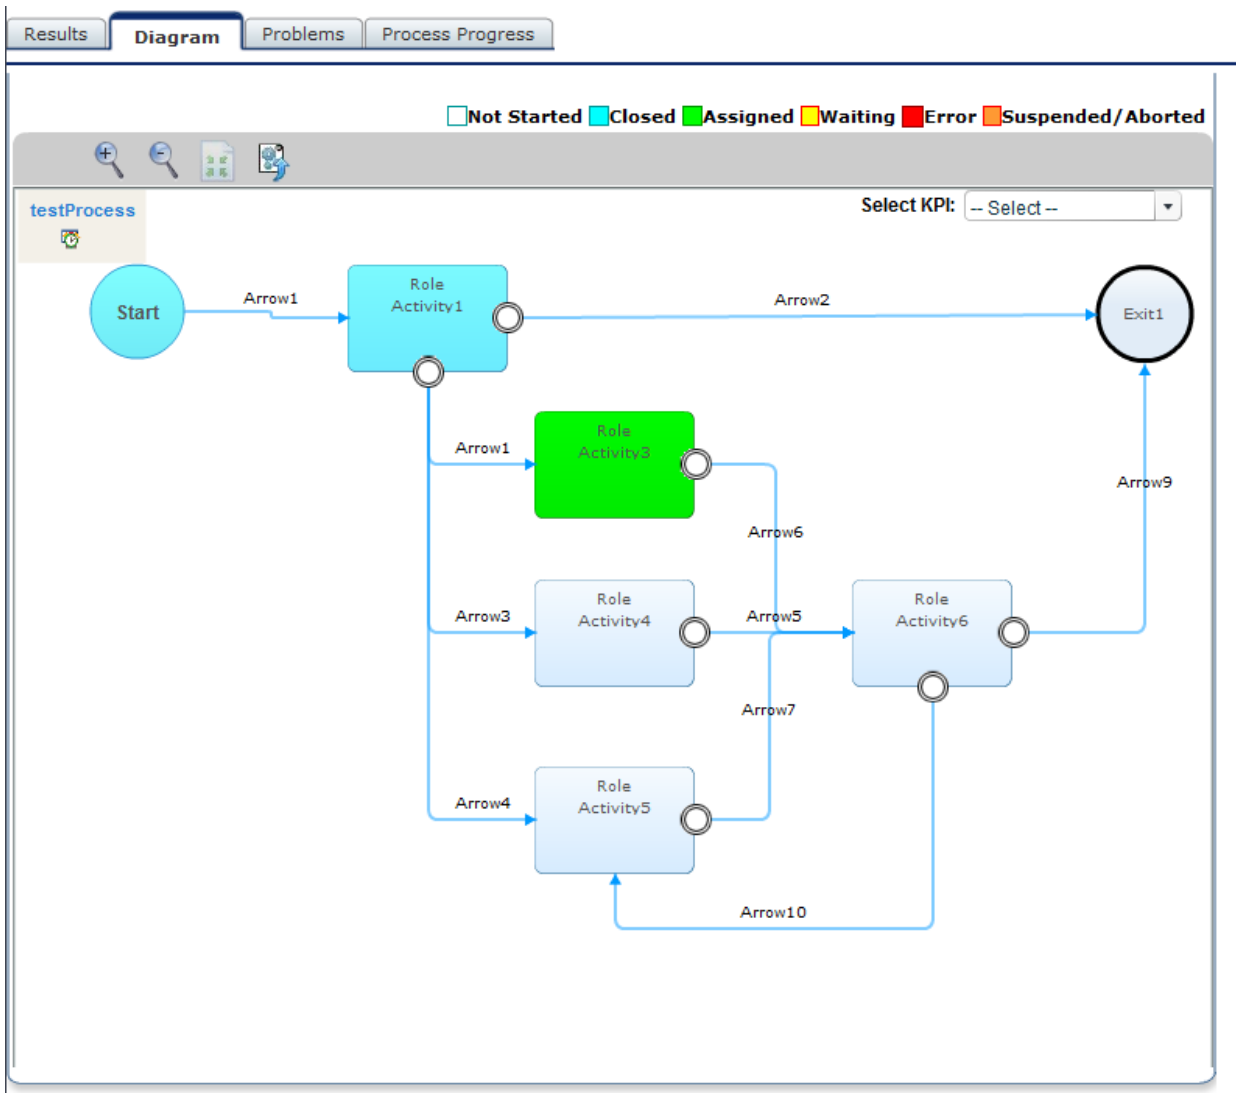 Results
Diagram
Problems
Process Progress
Not Started
Closed
Assigned
Waiting
Error
Suspended/Aborted
testProcess
Select KPI:
-- Select --
Start
Arrow1
Role
Activity1
Arrow2
Exit1
Arrow1
Role
Activity3
Arrow9
Arrow6
Arrow3
Role
Activity4
Arrow5
Role
Activity6
Arrow7
Arrow4
Role
Activity5
Arrow10